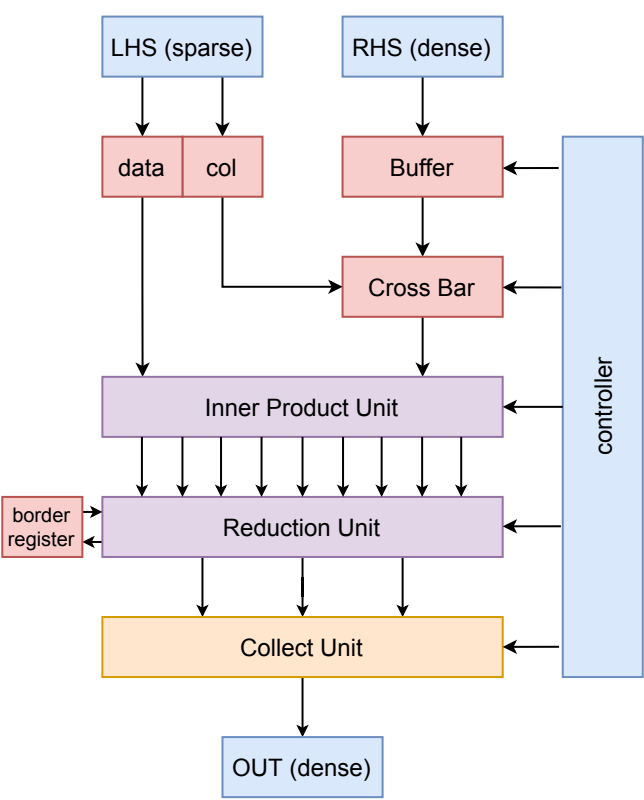 LHS (sparse)
RHS (dense)
data
col
Buffer
Cross Bar
controller
Inner Product Unit
border
register
Reduction Unit
Collect Unit
OUT (dense)